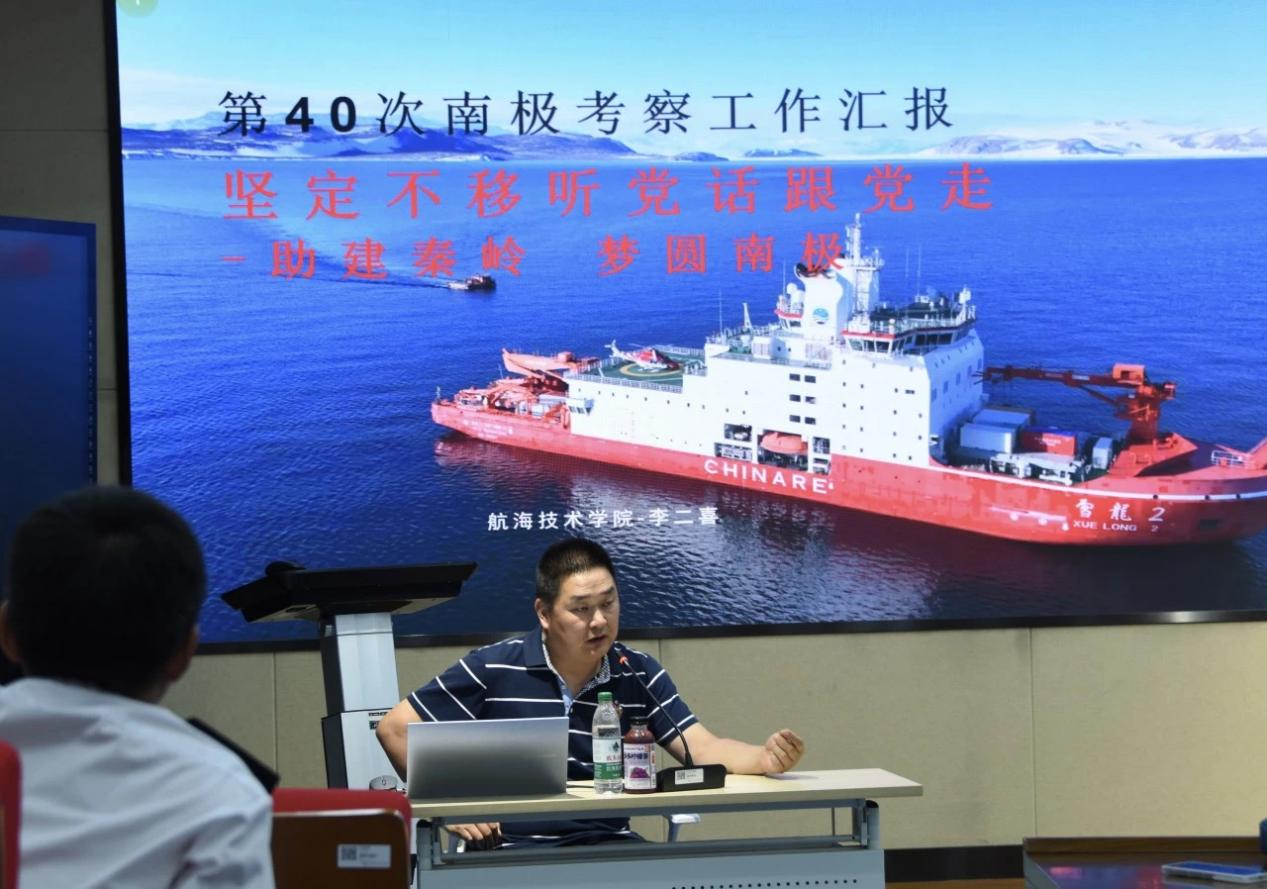 第40次南极考察工作汇报
坚定不移听党话跟党走
-助建秦岭 梦圆南极
CHINARE
雪龍 2
XUE LONG 2
航海技术学院-李二喜